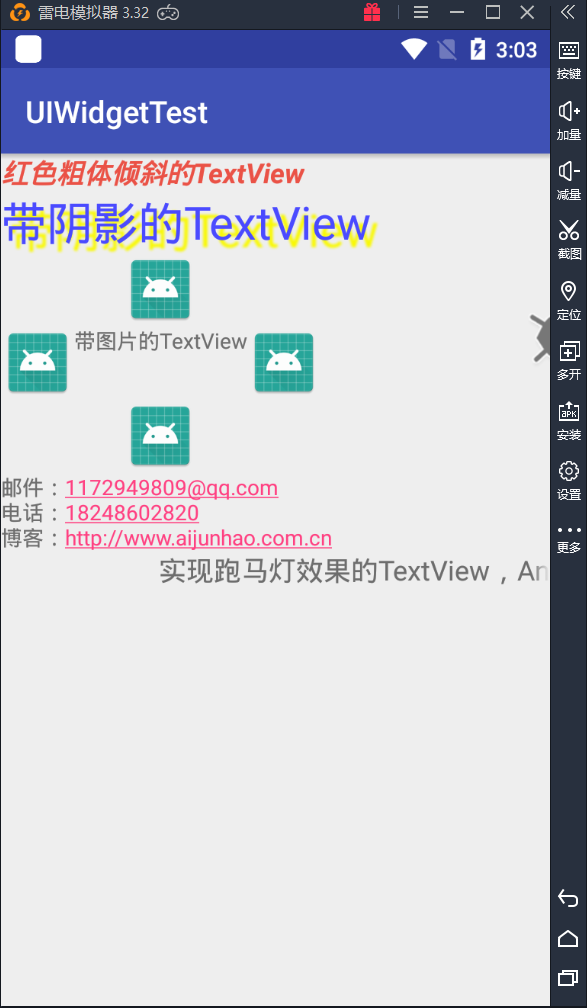 雷电模拟器 3.32
3:03
UIWidgetTest
红色粗体倾斜的TextView
带阴影的TextView
带图片的TextView
邮件：1172949809@qq.com
电话：18248602820
博客：http://www.aijunhao.com.cn
实现跑马灯效果的TextView，An
按键
加量
减量
截图
定位
多开
APK
安装
设置
更多